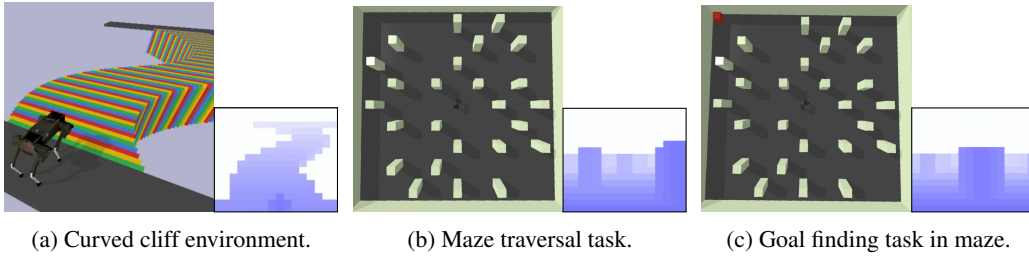 (a) Curved cliff environment.
(b) Maze traversal task.
(c) Goal finding task in maze.